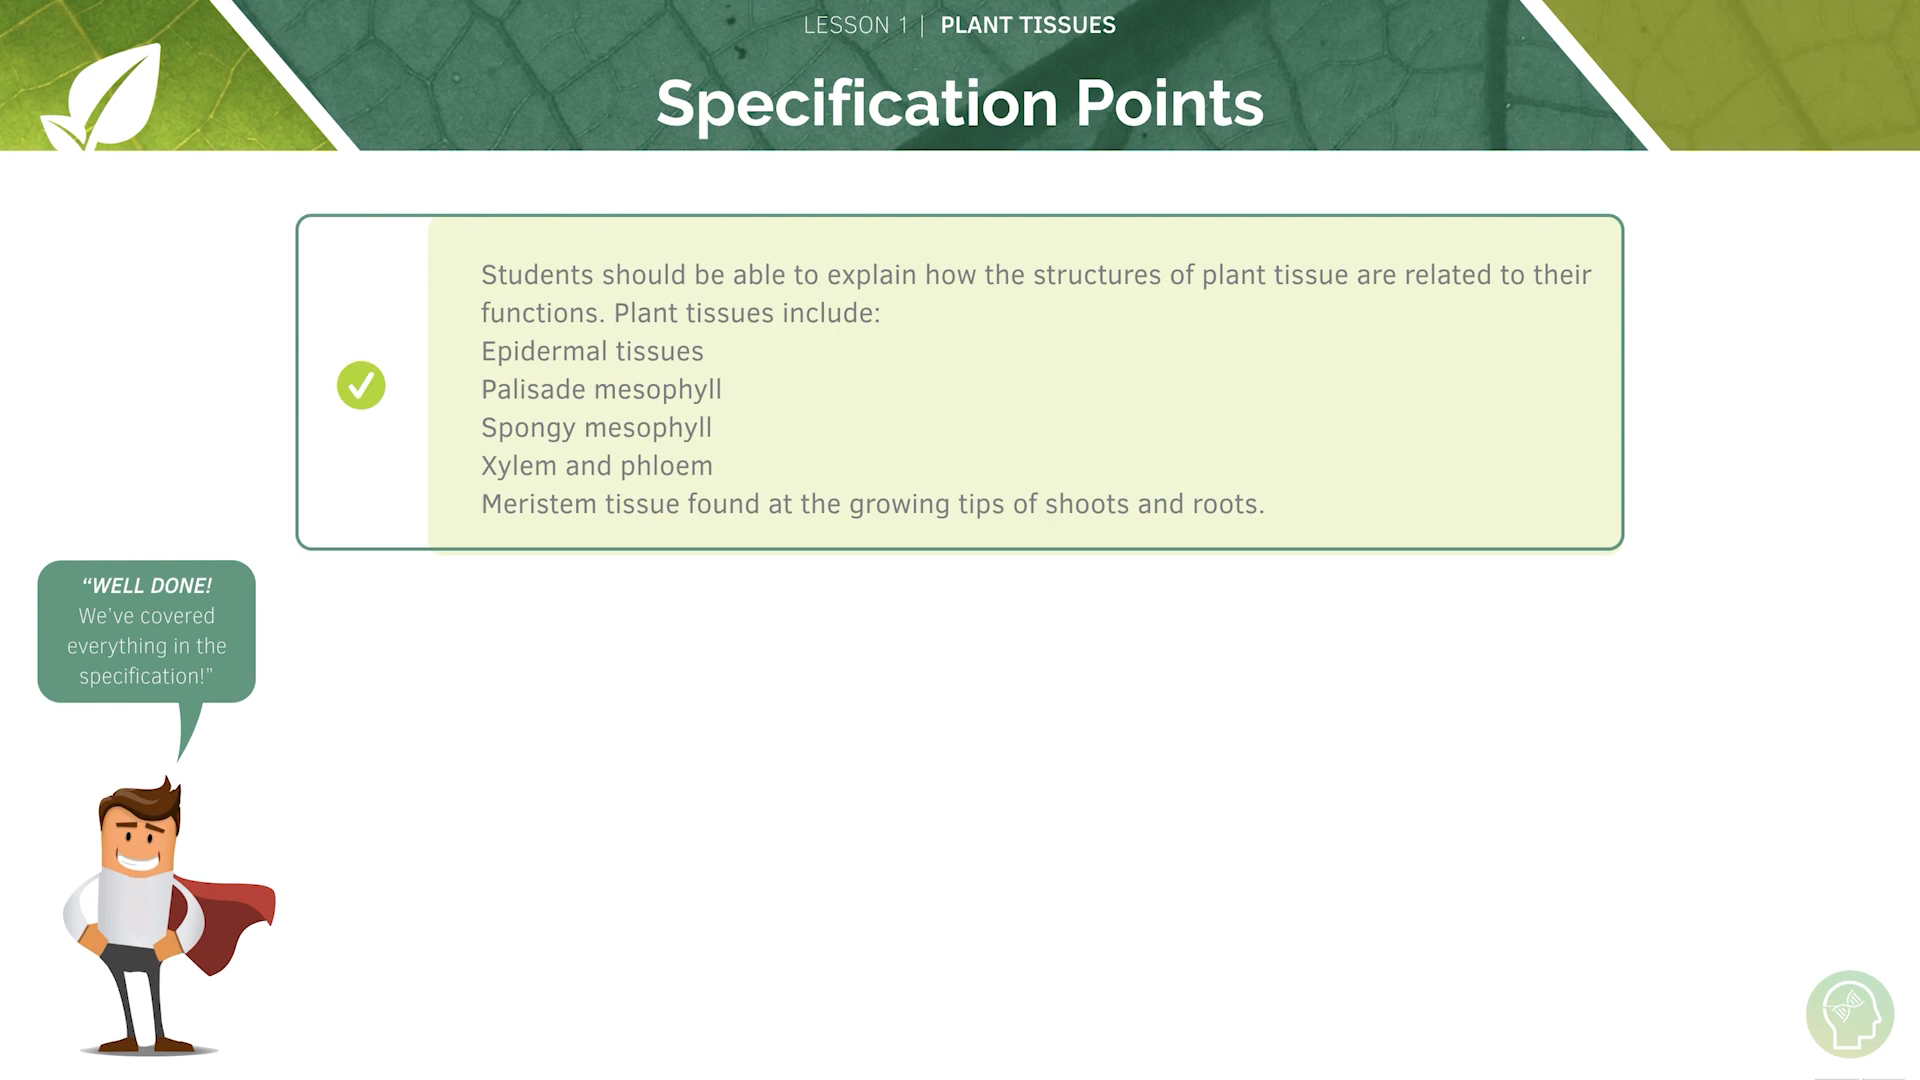 LESSON 1 | PLANT TISSUES
Specification Points
Students should be able to explain how the structures of plant tissue are related to their
functions. Plant tissues include:
Epidermal tissues
Palisade mesophyll
Spongy mesophyll
Xylem and phloem
Meristem tissue found at the growing tips of shoots and roots.
“WELL DONE!
We’ve covered
everything in the
specification!”